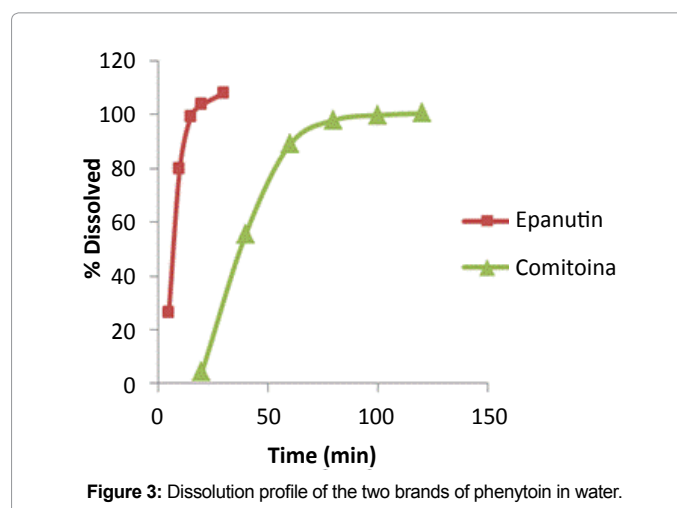 120
100
80
60
40
20
0
% Dissolved
0 50 100 150
Time (min)
Epanutin
Comitoina
Figure 3: Dissolution profile of the two brands of phenytoin in water.